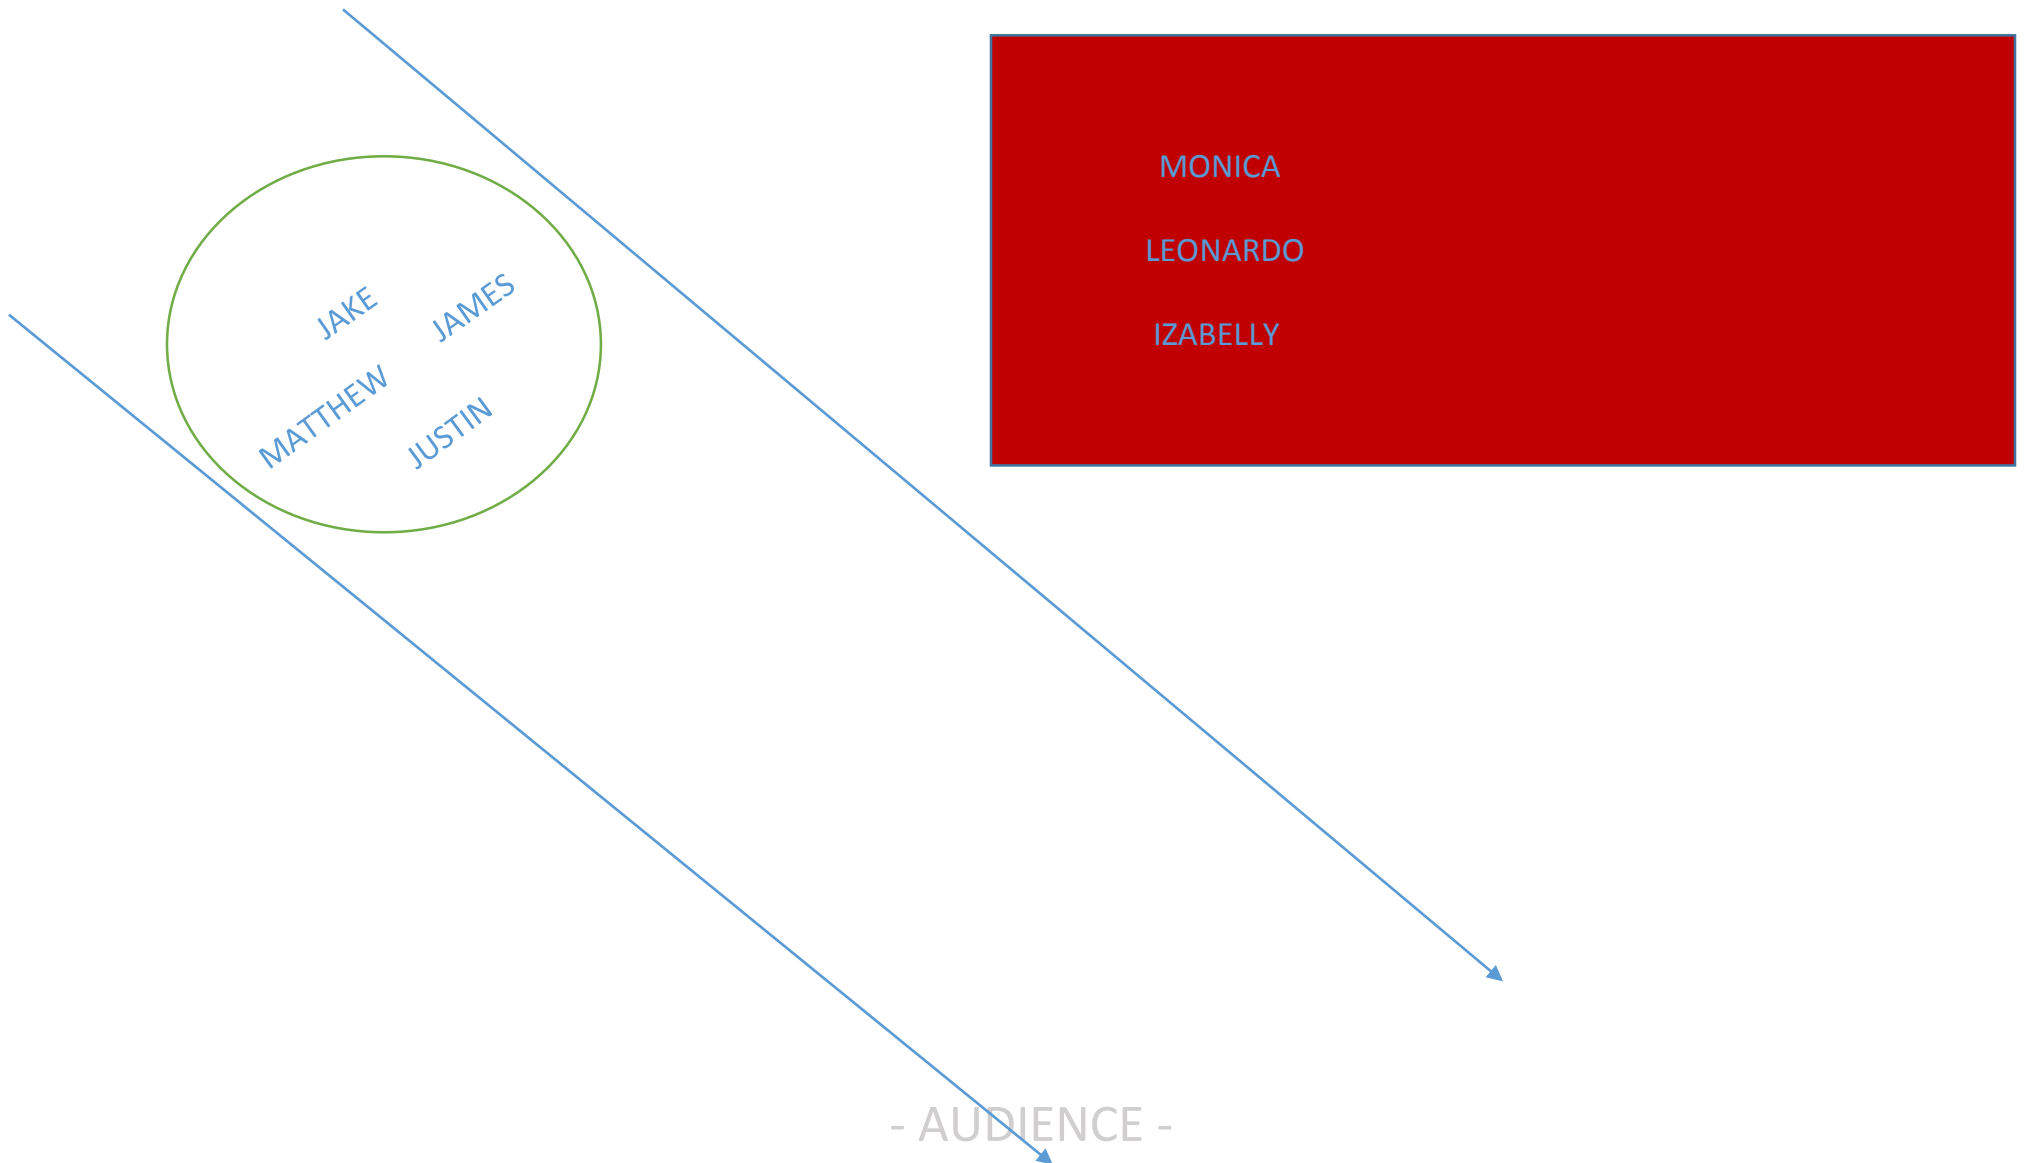 MONICA
LEONARDO
IZABELLY
JAKE
JAMES
MATTHEW
JUSTIN
- AUDIENCE -